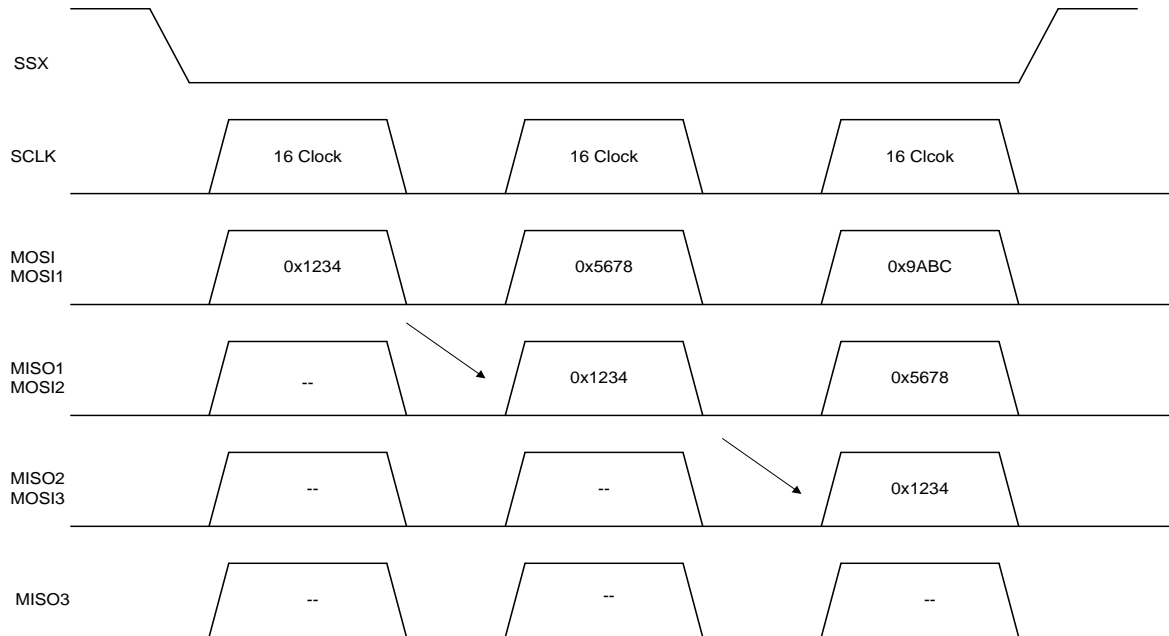 SSX
SCLK
16 Clock
16 Clock
16 Clcok
MOSI
MOSI1
0x1234
0x5678
0x9ABC
MISO1
MOSI2
--
0x1234
0x5678
MISO2
MOSI3
--
--
0x1234
MISO3
--
--
--